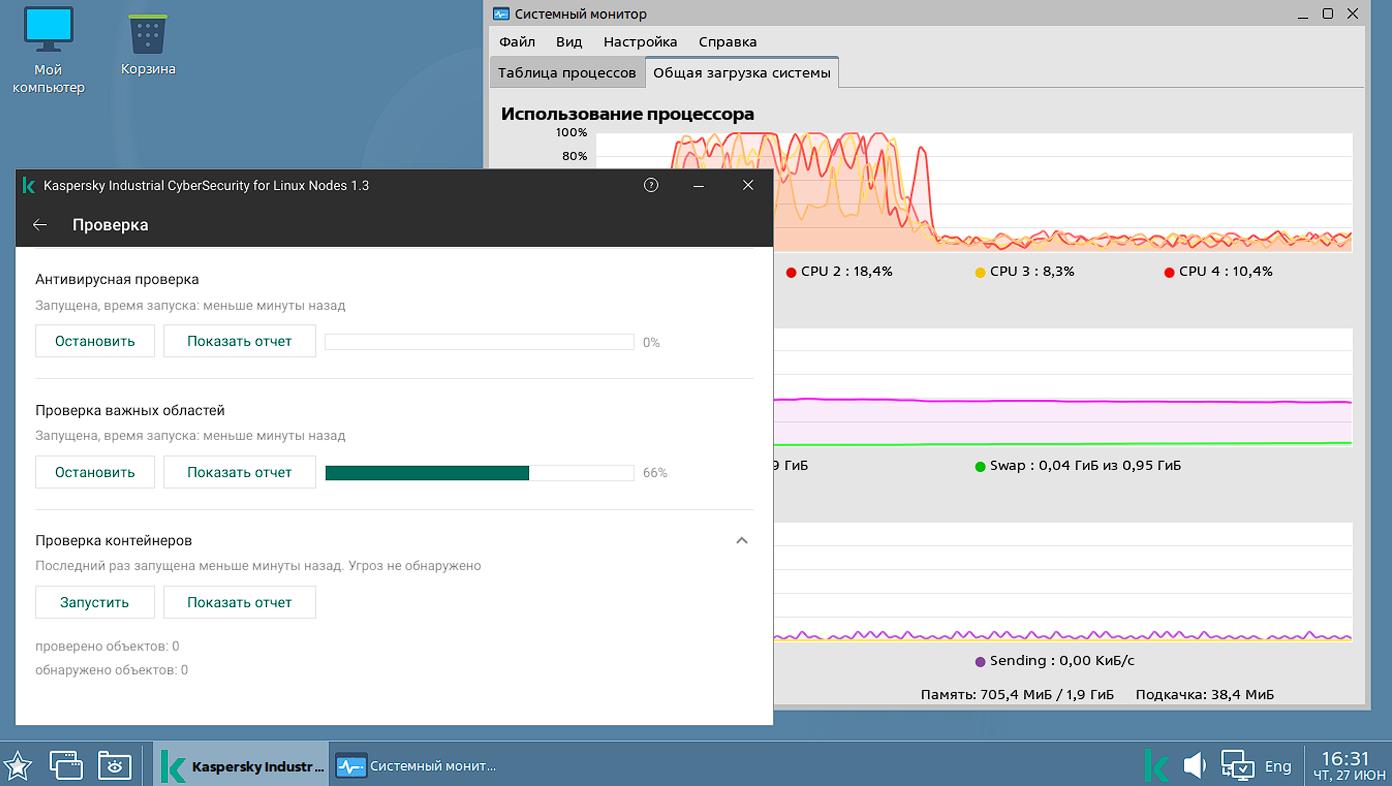 Мой
компьютер
Корзина
Системный монитор
Файл Вид Настройка Справка
Таблица процессов Общая загрузка системы
Использование процессора
100%
80%
CPU 2 : 18,4% CPU 3 : 8,3% CPU 4 : 10,4%
9 ГиБ Swap : 0,04 ГиБ из 0,95 ГиБ
Sending : 0,00 КиБ/с
Память: 705,4 МиБ / 1,9 ГиБ Подкачка: 38,4 МиБ
Kaspersky Industrial CyberSecurity for Linux Nodes 1.3
Проверка
Антивирусная проверка
Запущена, время запуска: меньше минуты назад
Остановить Показать отчет 0%
Проверка важных областей
Запущена, время запуска: меньше минуты назад
Остановить Показать отчет 66%
Проверка контейнеров
Последний раз запущена меньше минуты назад. Угроз не обнаружено
Запустить Показать отчет
проверено объектов: 0
обнаружено объектов: 0
Kaspersky Industr... Системный монит... Eng 16:31
ЧТ, 27 ИЮН